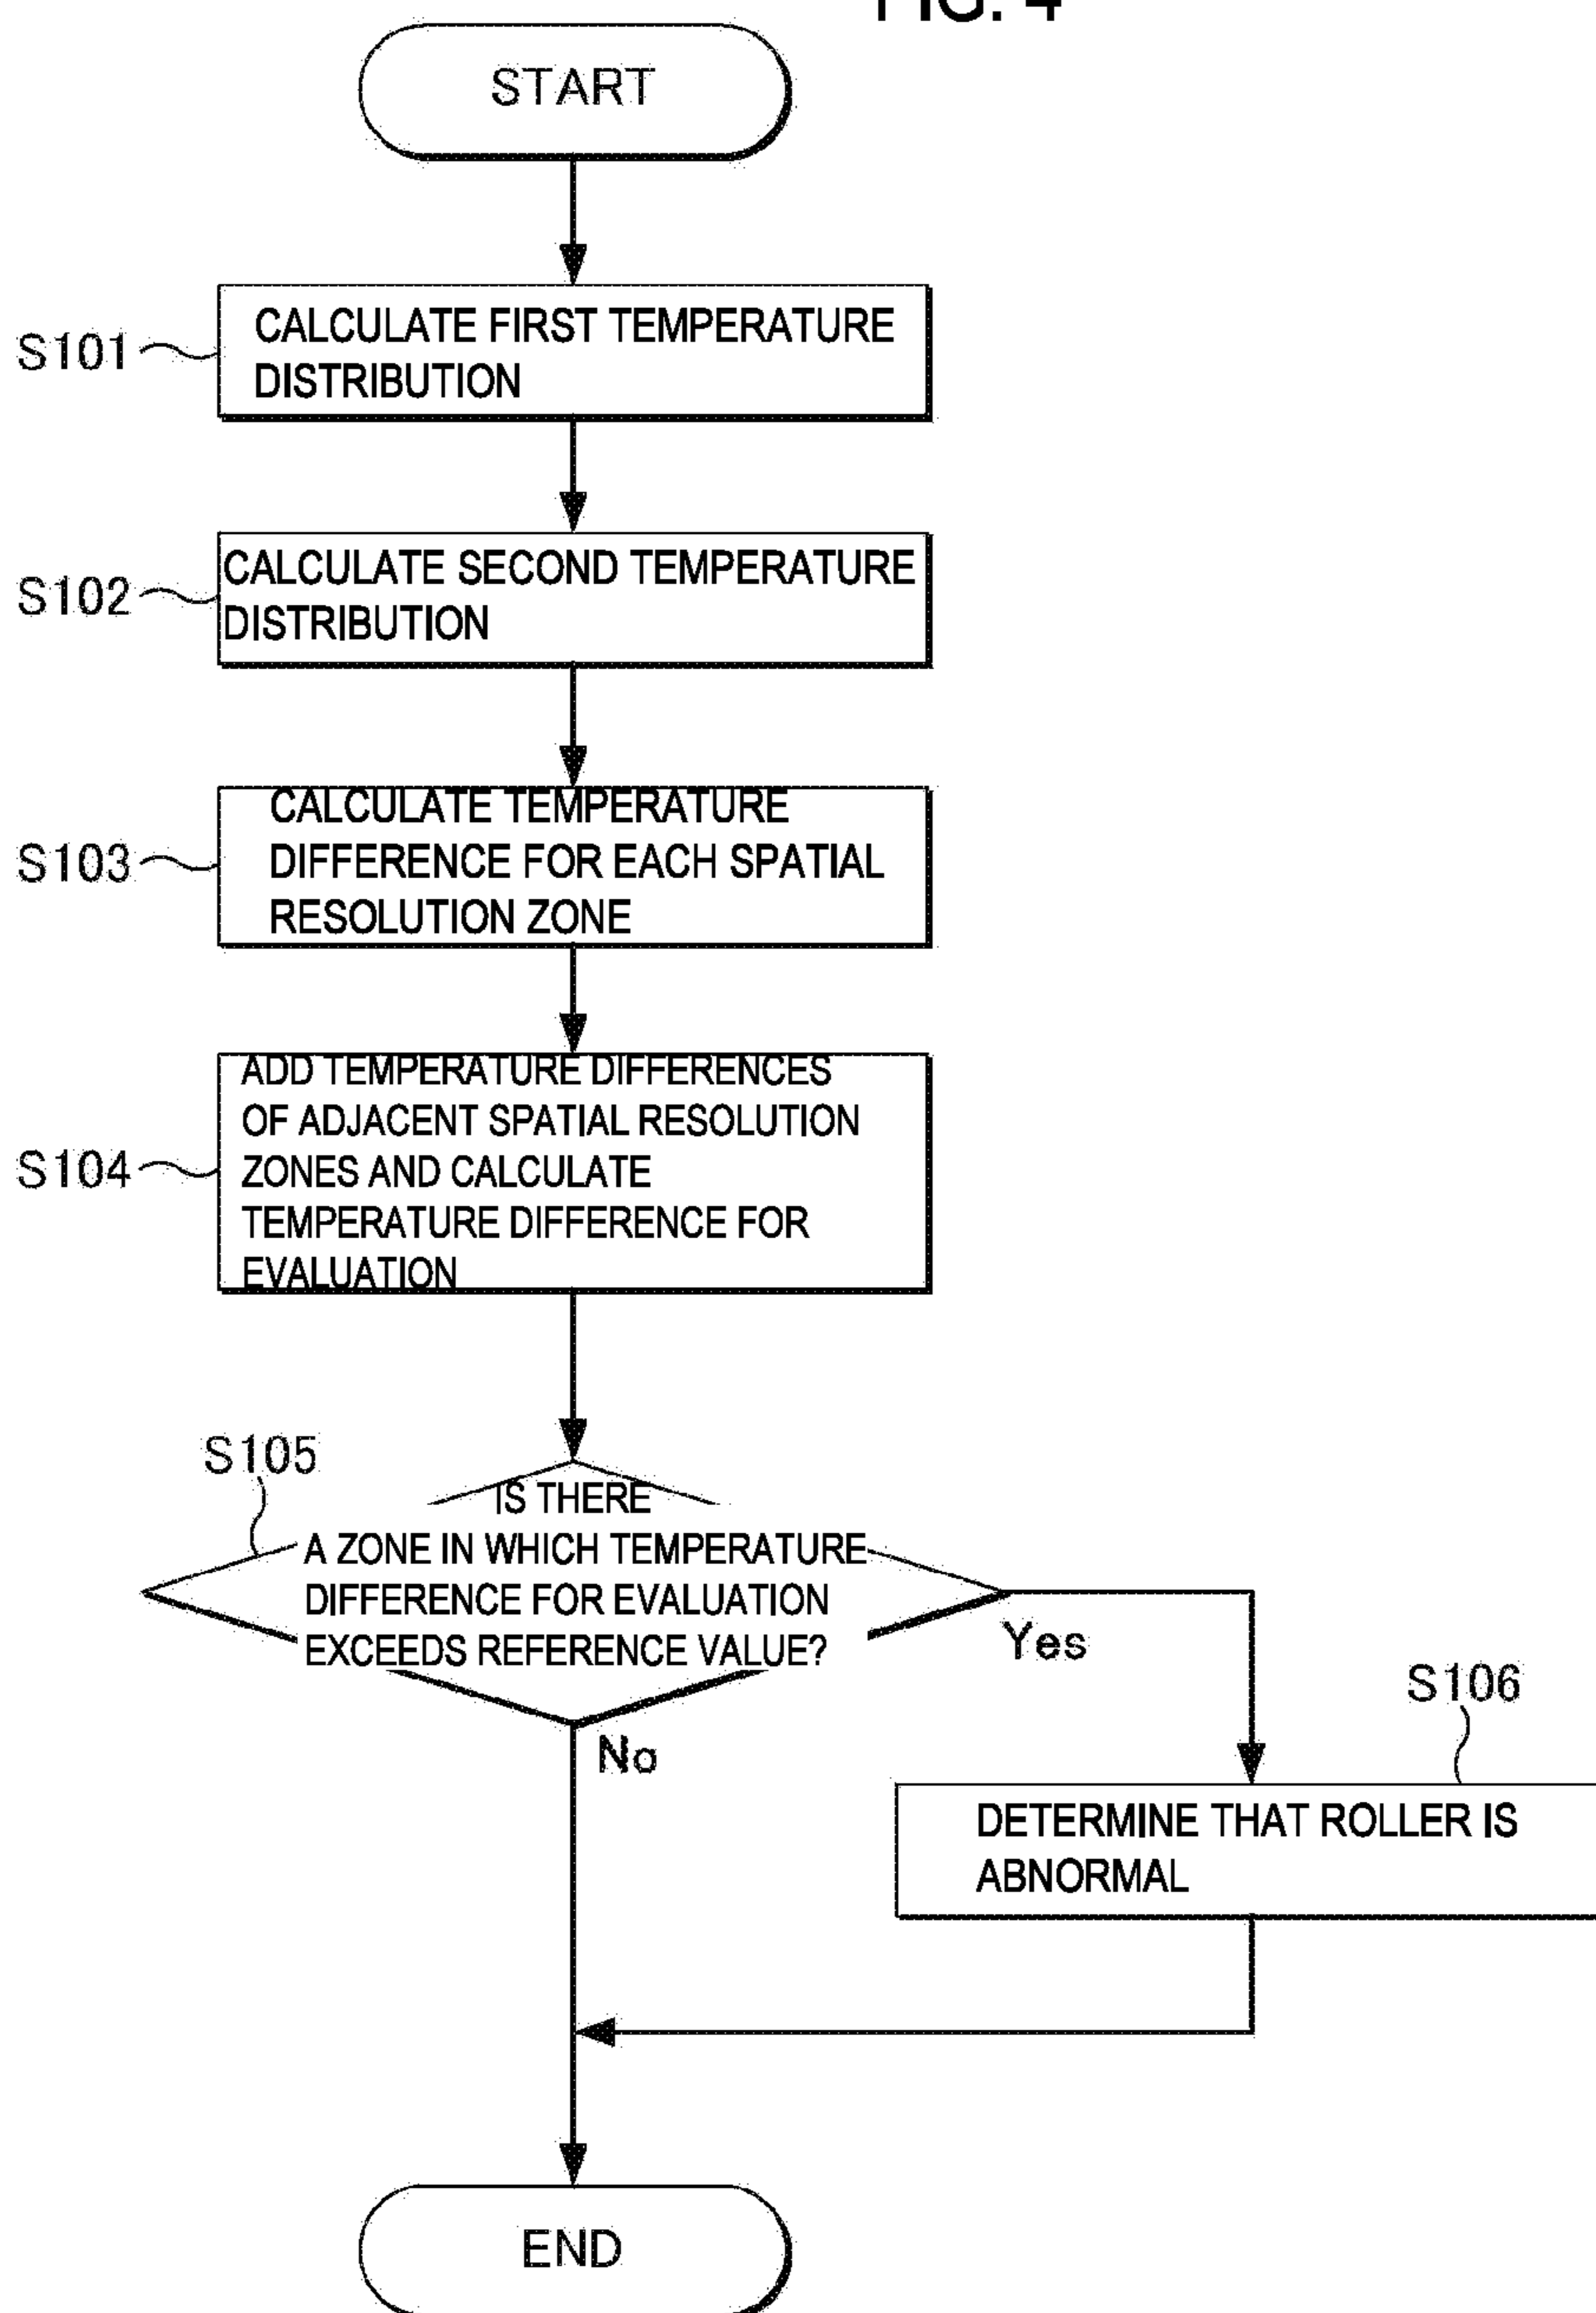 FIG. 4
START
S101
CALCULATE FIRST TEMPERATURE
DISTRIBUTION
S102
CALCULATE SECOND TEMPERATURE
DISTRIBUTION
S103
CALCULATE TEMPERATURE
DIFFERENCE FOR EACH SPATIAL
RESOLUTION ZONE
S104
ADD TEMPERATURE DIFFERENCES
OF ADJACENT SPATIAL RESOLUTION
ZONES AND CALCULATE
TEMPERATURE DIFFERENCE FOR
EVALUATION
S105
IS THERE
A ZONE IN WHICH TEMPERATURE
DIFFERENCE FOR EVALUATION
EXCEEDS REFERENCE VALUE?
Yes
No
S106
DETERMINE THAT ROLLER IS
ABNORMAL
END